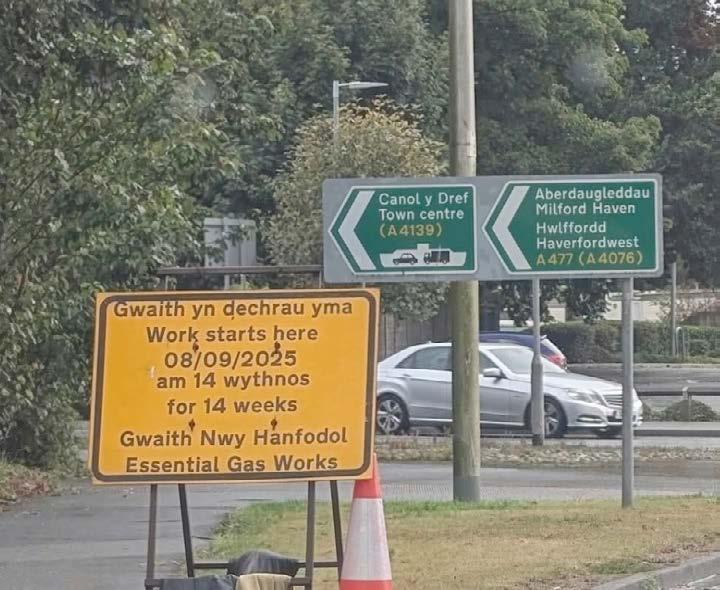 Gwaith yn dechrau yma
Work starts here
08/09/2025
am 14 wythnos
for 14 weeks
Gwaith Nwy Hanfodol
Essential Gas Works
Canol y Dref
Town centre
(A4139)
Aberdaugleddau
Milford Haven
Hwlffordd
Haverfordwest
A477 (A4076)